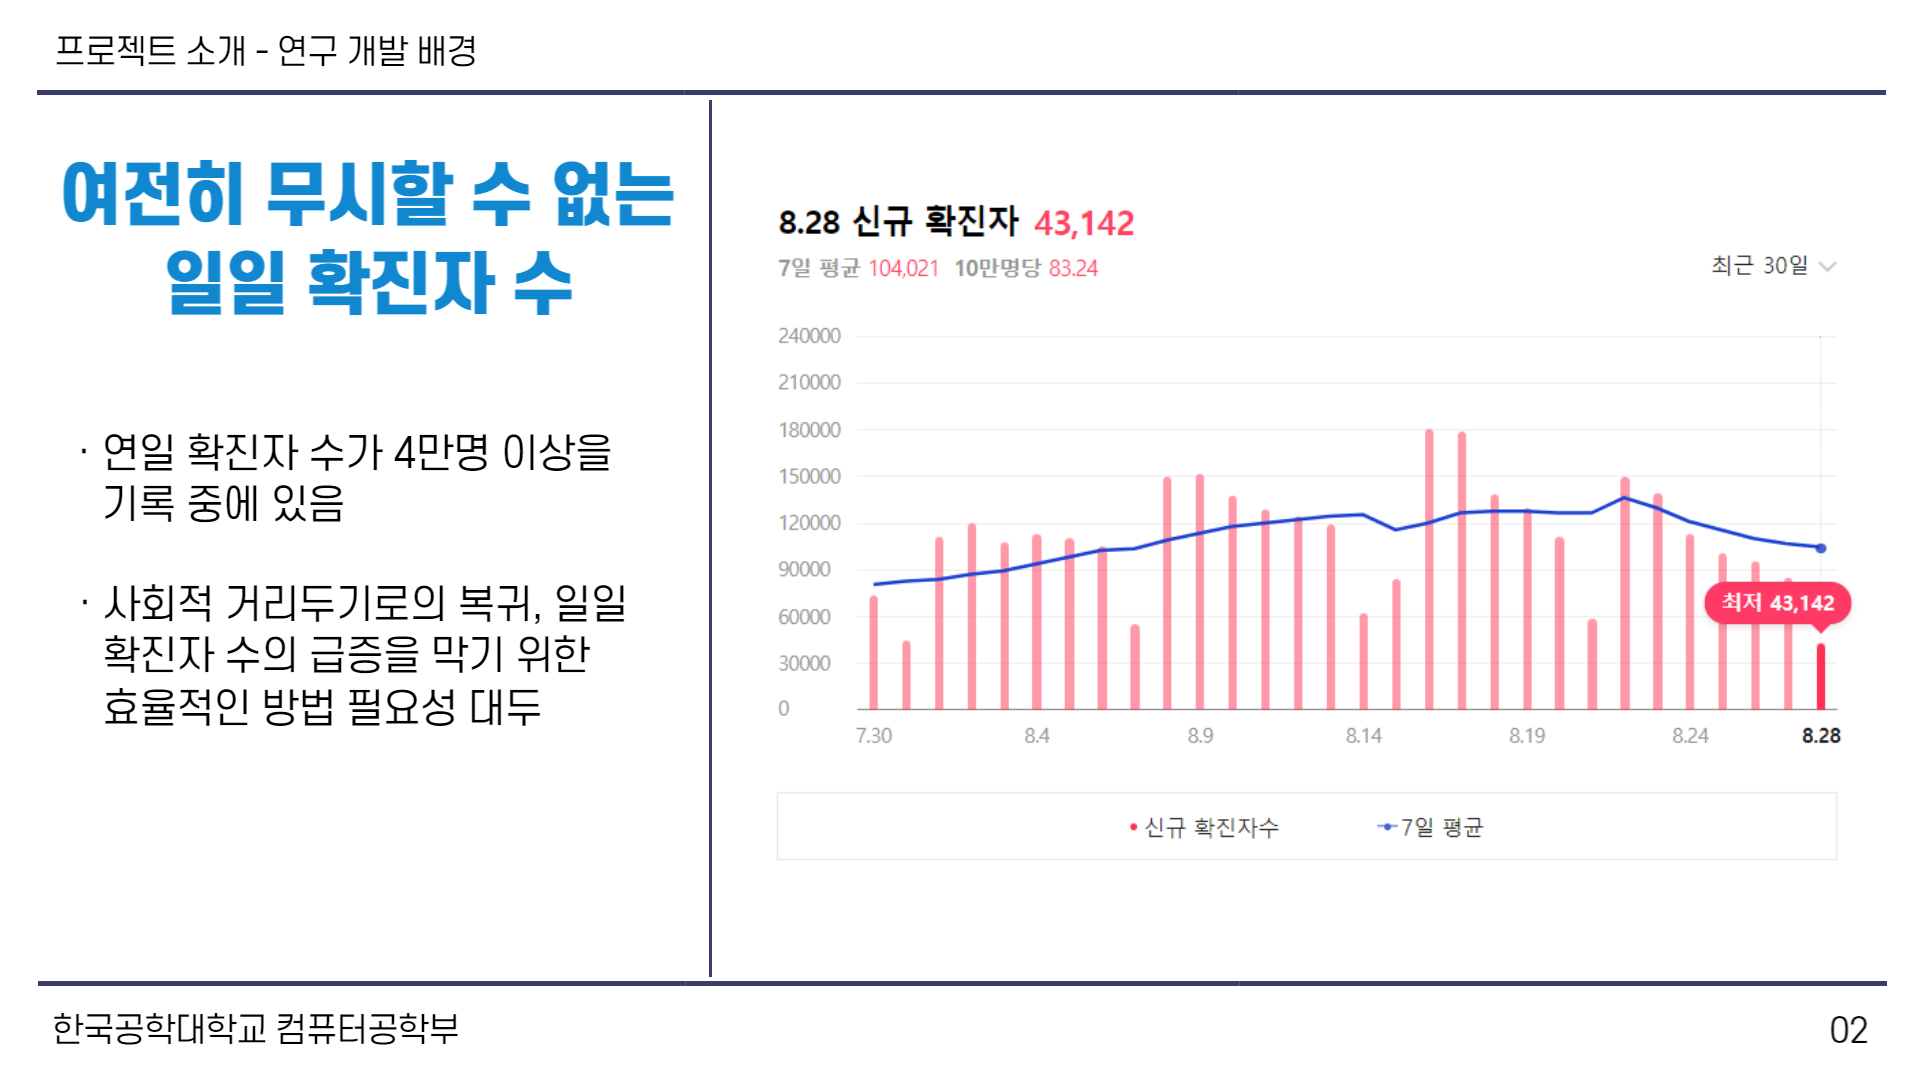 프로젝트 소개 - 연구 개발 배경
여전히 무시할 수 없는
일일 확진자 수
· 연일 확진자 수가 4만명 이상을
기록 중에 있음
· 사회적 거리두기로의 복귀, 일일
확진자 수의 급증을 막기 위한
효율적인 방법 필요성 대두
8.28 신규 확진자 43,142
7일 평균 104,021 10만명당 83.24
최근 30일
240000
210000
180000
150000
120000
90000
60000
30000
0
최저 43,142
7.30 8.4 8.9 8.14 8.19 8.24 8.28
신규 확진자수 7일 평균
한국공학대학교 컴퓨터공학부
02